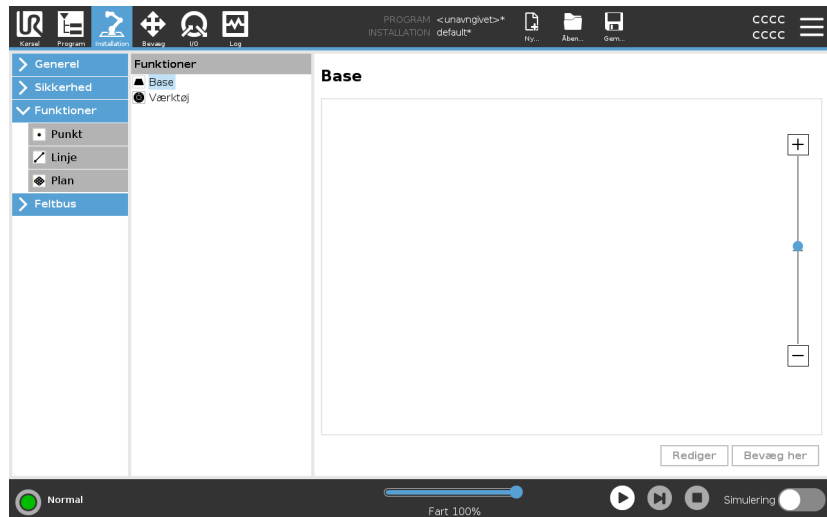 UR
PROGRAM <unavngivet>*
INSTALLATION default*
CCCC
CCCC
Kørsel Program Installation Bevæg I/O Log Ny... Åben... Gem...
Generel
Sikkerhed
Funktioner
Punkt
Linje
Plan
Feltbus
Funktioner
Base
Værktøj
Base
+
−
Rediger Bevæg her
Normal
Fart 100%
Simulering